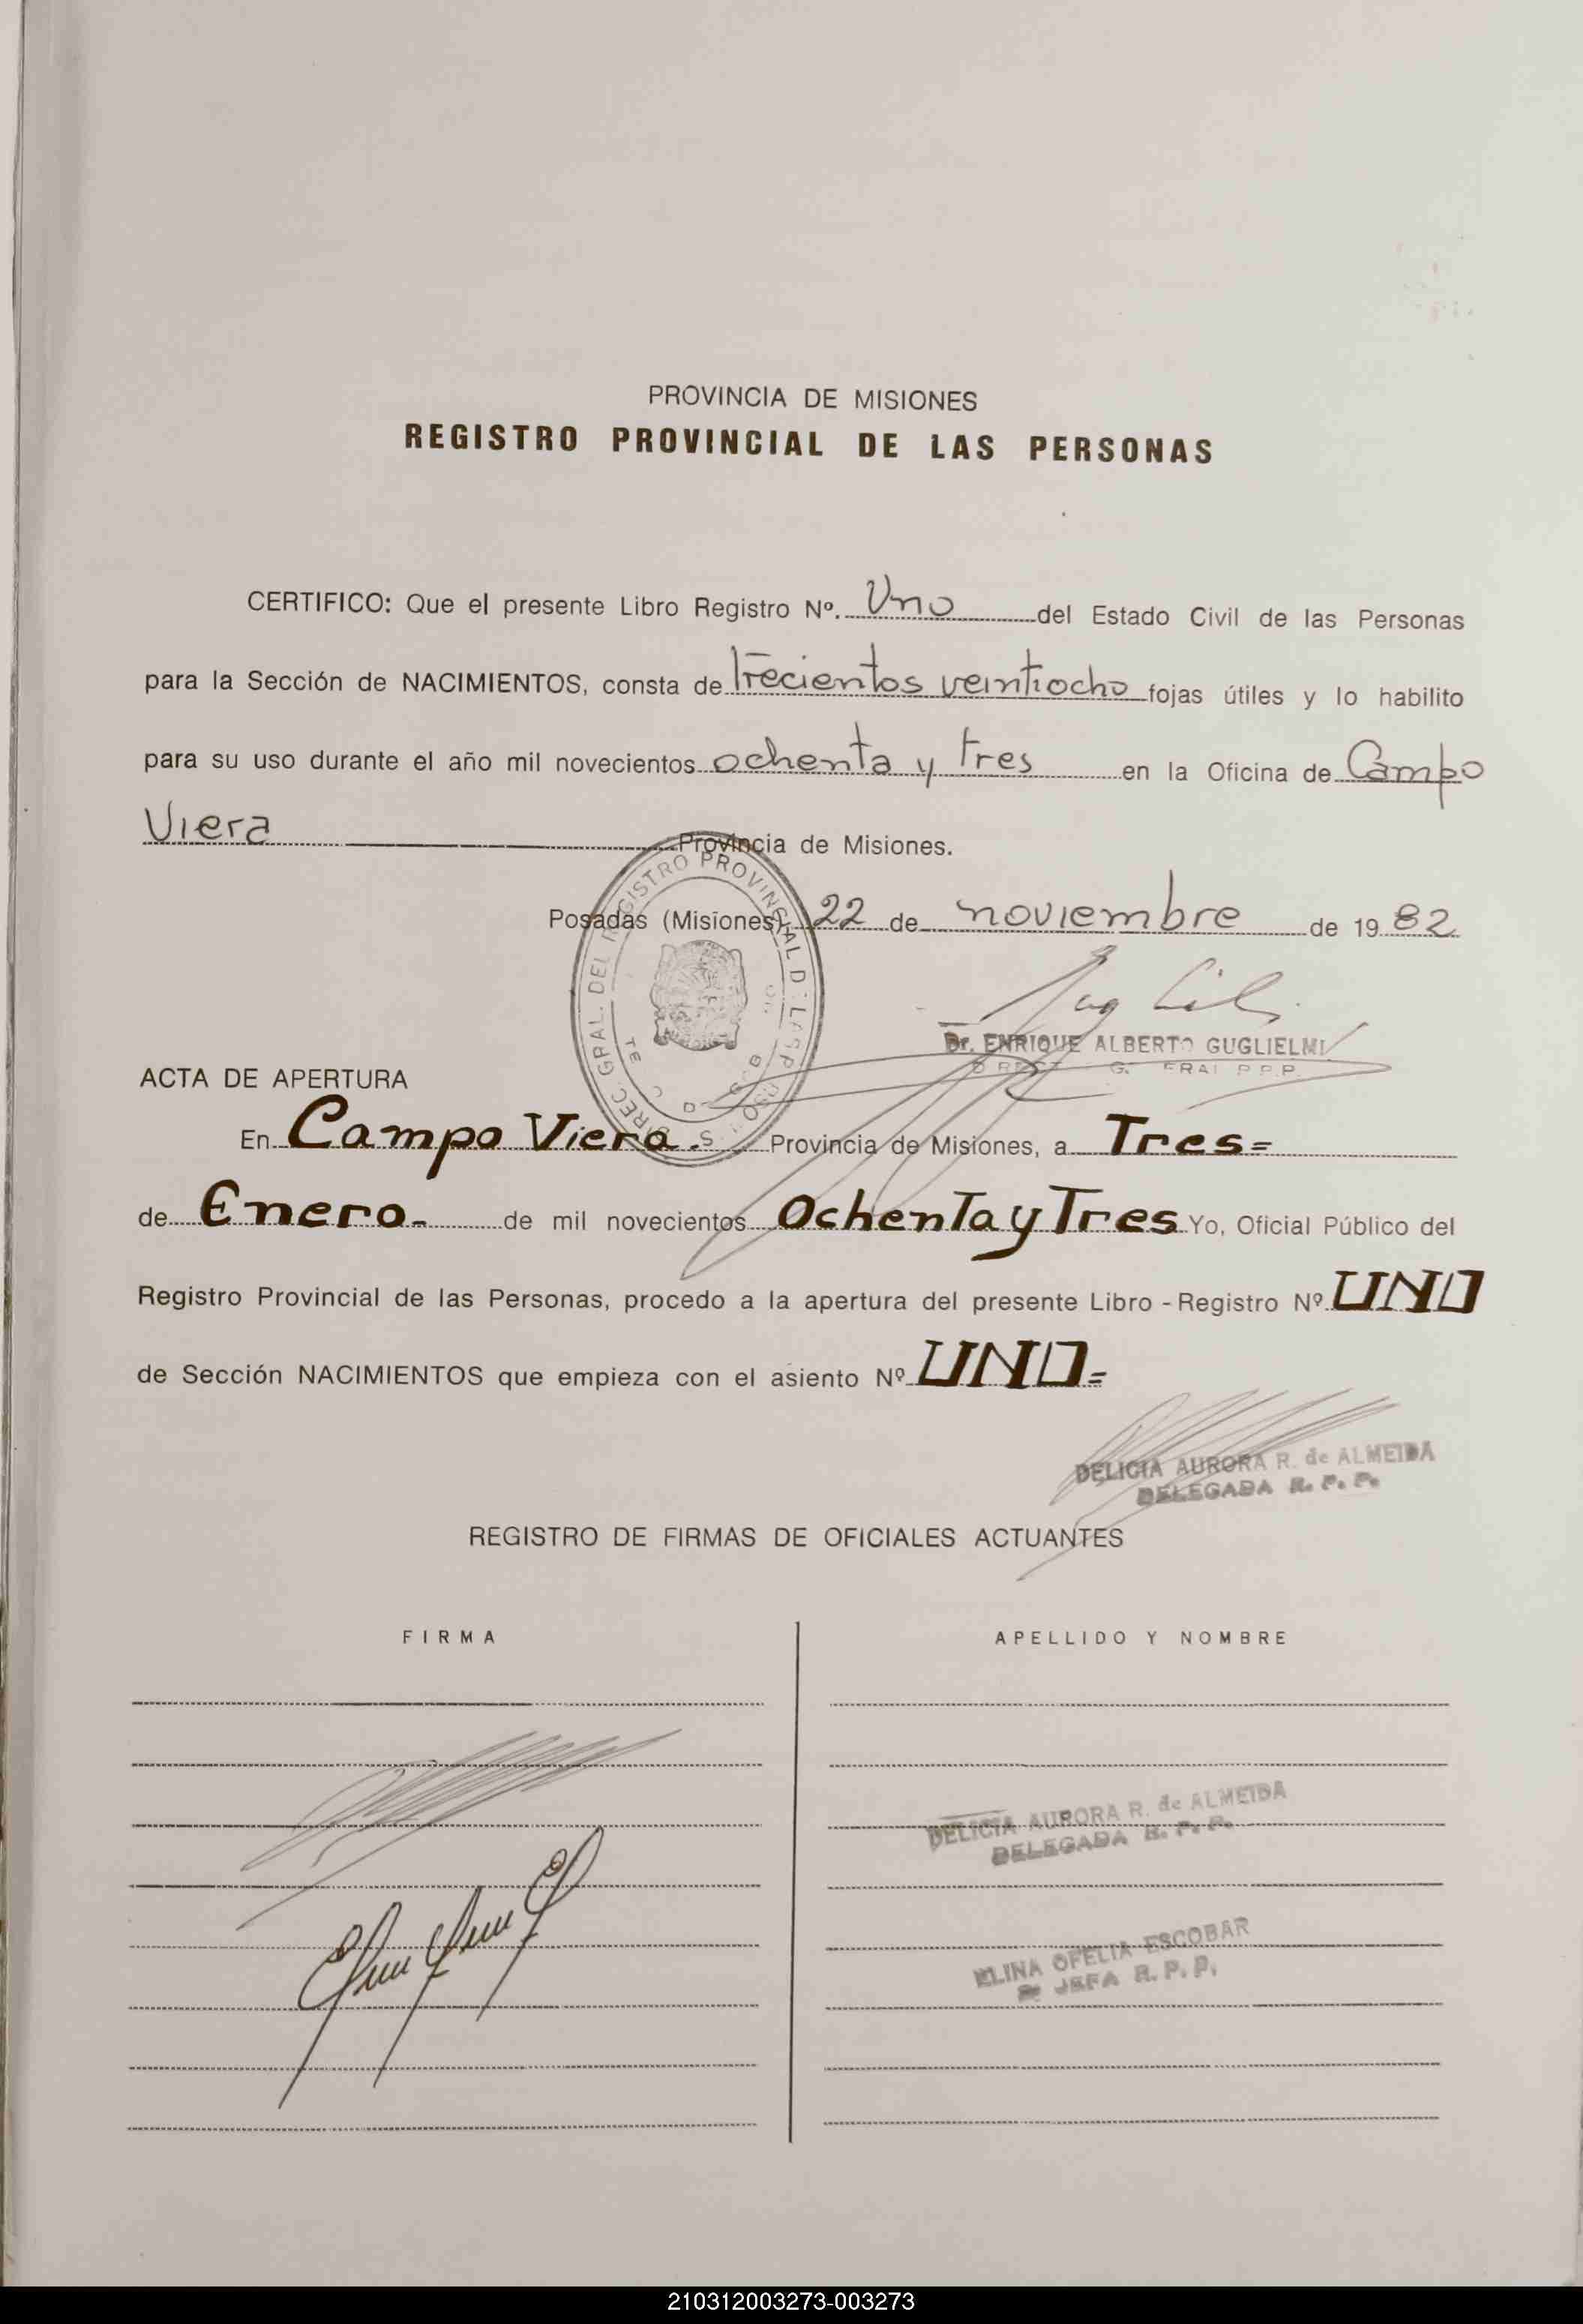 PROVINCIA DE MISIONES
REGISTRO PROVINCIAL DE LAS PERSONAS
CERTIFICO: Que el presente Libro Registro Nº. Uno del Estado Civil de las Personas
para la Sección de NACIMIENTOS, consta de trecientos veintiocho fojas útiles y lo habilito
para su uso durante el año mil novecientos ochenta y tres en la Oficina de Campo
Viera Provincia de Misiones.
Posadas (Misiones), 22 de noviembre de 1982
Dr. ENRIQUE ALBERTO GUGLIELMI
ACTA DE APERTURA
En Campo Viera. Provincia de Misiones, a Tres=
de Enero.- de mil novecientos Ochenta y Tres Yo, Oficial Público del
Registro Provincial de las Personas, procedo a la apertura del presente Libro - Registro Nº UNO
de Sección NACIMIENTOS que empieza con el asiento Nº UNO.=
DELICIA AURORA R. de ALMEIDA
DELEGADA R. P. P.
REGISTRO DE FIRMAS DE OFICIALES ACTUANTES
FIRMA APELLIDO Y NOMBRE
DELICIA AURORA R. de ALMEIDA
DELEGADA R. P. P.
ELINA OFELIA ESCOBAR
JEFA R. P. P.
210312003273-003273